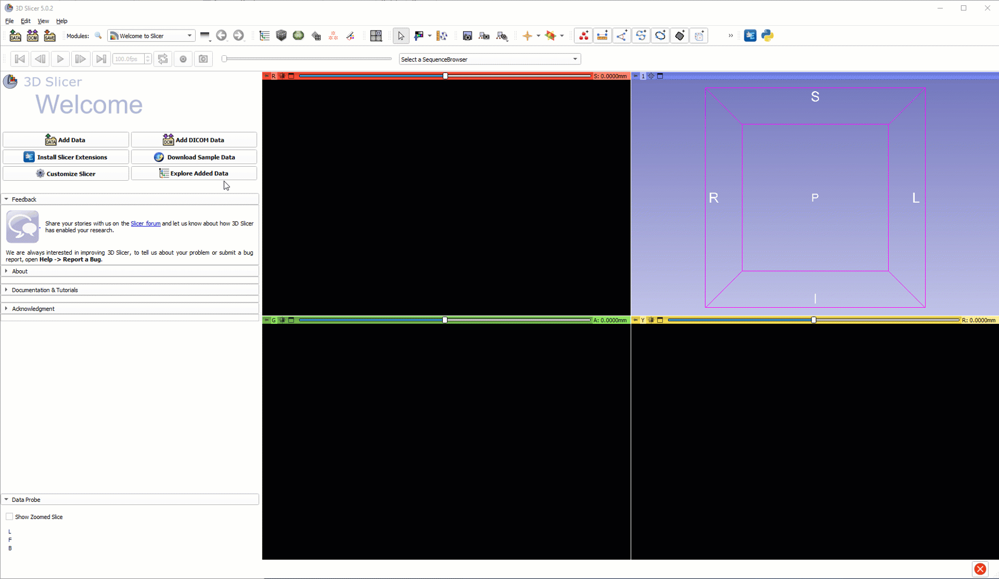 3D Slicer 5.0.2
File Edit View Help
DATA DCM SAVE Modules: Welcome to Slicer »
100.0fps Select a SequenceBrowser
3D Slicer
Welcome
Add Data Add DICOM Data
Install Slicer Extensions Download Sample Data
Customize Slicer Explore Added Data
Feedback
Share your stories with us on the Slicer forum and let us know about how 3D Slicer
has enabled your research.
We are always interested in improving 3D Slicer, to tell us about your problem or submit a bug
report, open Help -> Report a Bug.
About
Documentation & Tutorials
Acknowledgment
Data Probe
Show Zoomed Slice
L
F
B
R S: 0.0000mm
1
S
R P L
I
G A: 0.0000mm
Y R: 0.0000mm